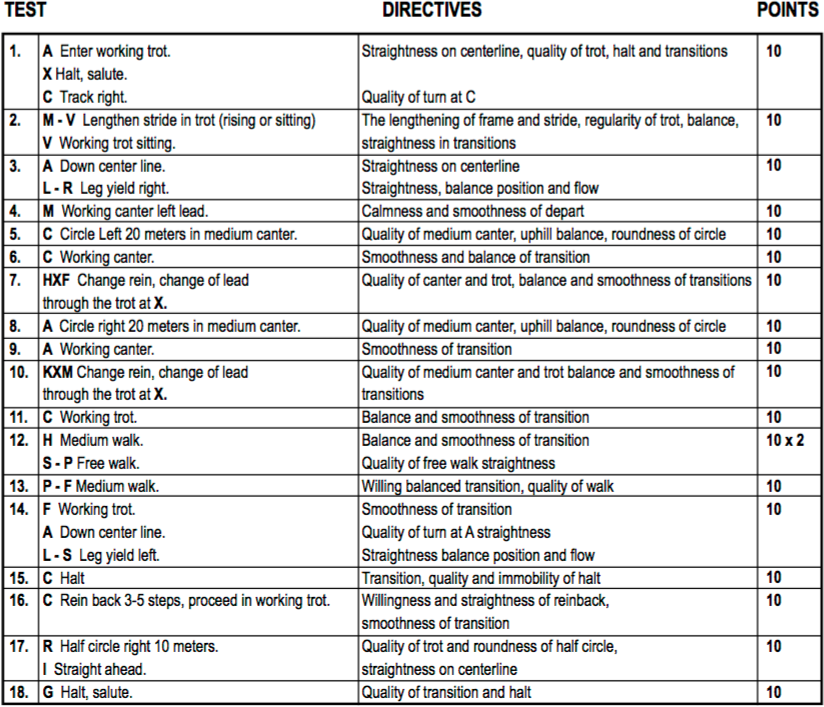 TEST DIRECTIVES POINTS
1. A Enter working trot. Straightness on centerline, quality of trot, halt and transitions 10
X Halt, salute.
C Track right. Quality of turn at C
2. M - V Lengthen stride in trot (rising or sitting) The lengthening of frame and stride, regularity of trot, balance, 10
V Working trot sitting. straightness in transitions
3. A Down center line. Straightness on centerline 10
L - R Leg yield right. Straightness, balance position and flow
4. M Working canter left lead. Calmness and smoothness of depart 10
5. C Circle Left 20 meters in medium canter. Quality of medium canter, uphill balance, roundness of circle 10
6. C Working canter. Smoothness and balance of transition 10
7. HXF Change rein, change of lead Quality of canter and trot, balance and smoothness of transitions 10
through the trot at X.
8. A Circle right 20 meters in medium canter. Quality of medium canter, uphill balance, roundness of circle 10
9. A Working canter. Smoothness of transition 10
10. KXM Change rein, change of lead Quality of medium canter and trot balance and smoothness of 10
through the trot at X. transitions
11. C Working trot. Balance and smoothness of transition 10
12. H Medium walk. Balance and smoothness of transition 10 x 2
S - P Free walk. Quality of free walk straightness
13. P - F Medium walk. Willing balanced transition, quality of walk 10
14. F Working trot. Smoothness of transition 10
A Down center line. Quality of turn at A straightness
L - S Leg yield left. Straightness balance position and flow
15. C Halt Transition, quality and immobility of halt 10
16. C Rein back 3-5 steps, proceed in working trot. Willingness and straightness of reinback, 10
smoothness of transition
17. R Half circle right 10 meters. Quality of trot and roundness of half circle, 10
I Straight ahead. straightness on centerline
18. G Halt, salute. Quality of transition and halt 10